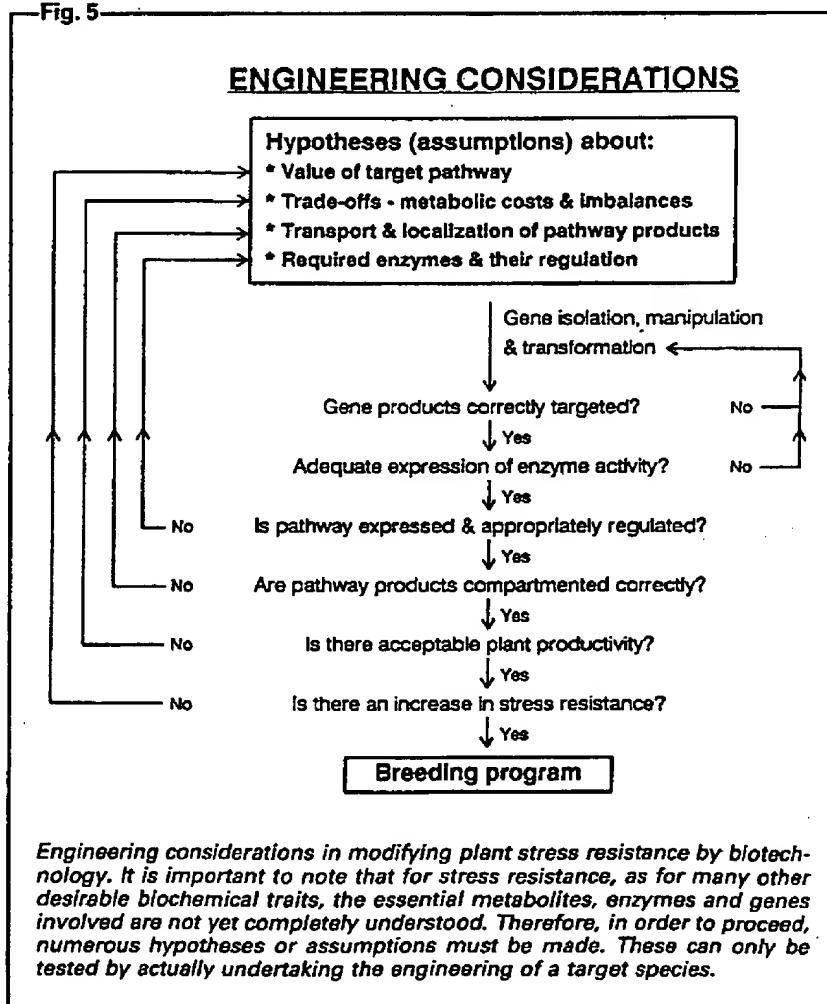 Fig. 5
ENGINEERING CONSIDERATIONS
Hypotheses (assumptions) about:
* Value of target pathway
* Trade-offs - metabolic costs & imbalances
* Transport & localization of pathway products
* Required enzymes & their regulation
Gene isolation, manipulation
& transformation
Gene products correctly targeted? No
Yes
Adequate expression of enzyme activity? No
Yes
No Is pathway expressed & appropriately regulated?
Yes
No Are pathway products compartmented correctly?
Yes
No Is there acceptable plant productivity?
Yes
No Is there an increase in stress resistance?
Yes
Breeding program
Engineering considerations in modifying plant stress resistance by biotech-
nology. It is important to note that for stress resistance, as for many other
desirable biochemical traits, the essential metabolites, enzymes and genes
involved are not yet completely understood. Therefore, in order to proceed,
numerous hypotheses or assumptions must be made. These can only be
tested by actually undertaking the engineering of a target species.